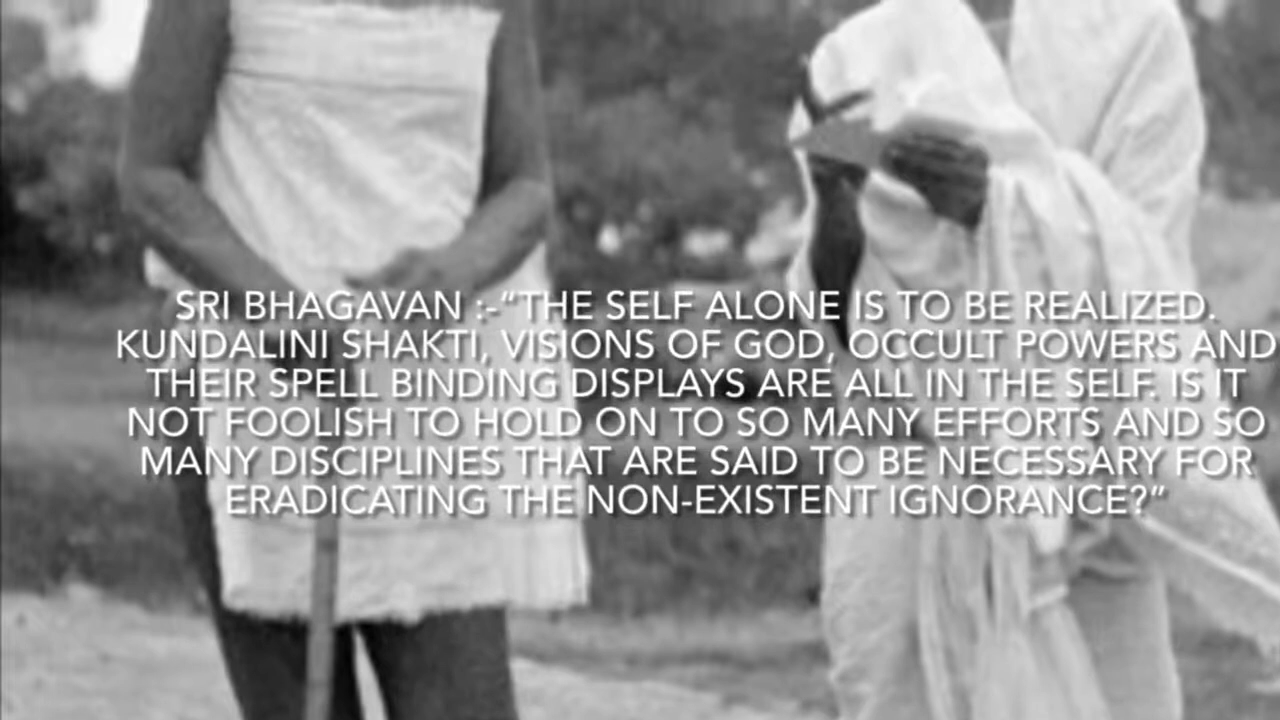 SRI BHAGAVAN :-“THE SELF ALONE IS TO BE REALIZED.
KUNDALINI SHAKTI, VISIONS OF GOD, OCCULT POWERS AND
THEIR SPELL BINDING DISPLAYS ARE ALL IN THE SELF. IS IT
NOT FOOLISH TO HOLD ON TO SO MANY EFFORTS AND SO
MANY DISCIPLINES THAT ARE SAID TO BE NECESSARY FOR
ERADICATING THE NON-EXISTENT IGNORANCE?”